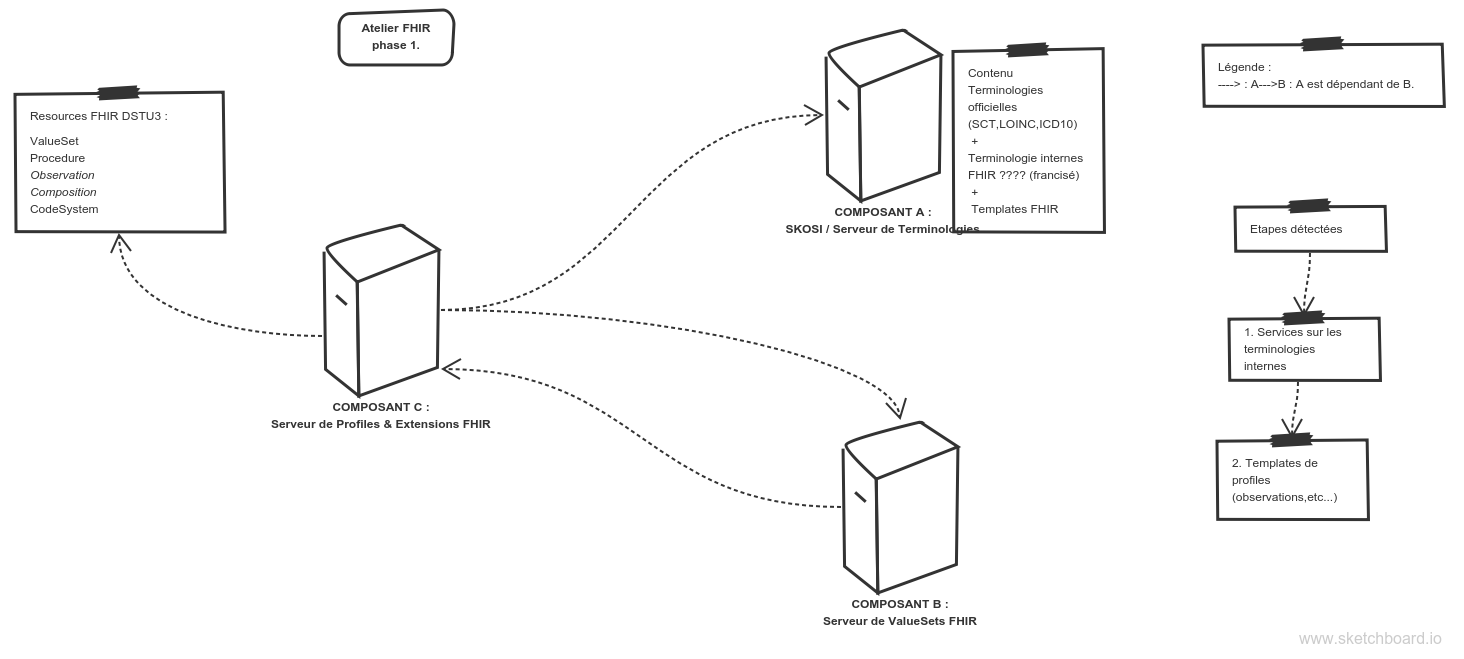 Atelier FHIR
phase 1.
Resources FHIR DSTU3 :
ValueSet
Procedure
Observation
Composition
CodeSystem
Contenu
Terminologies
officielles
(SCT,LOINC,ICD10)
+
Terminologie internes
FHIR ???? (francisé)
+
Templates FHIR
COMPOSANT A :
SKOSI / Serveur de Terminologies
Légende :
----> : A--->B : A est dépendant de B.
COMPOSANT C :
Serveur de Profiles & Extensions FHIR
COMPOSANT B :
Serveur de ValueSets FHIR
Etapes détectées
1. Services sur les
terminologies
internes
2. Templates de
profiles
(observations,etc...)
www.sketchboard.io